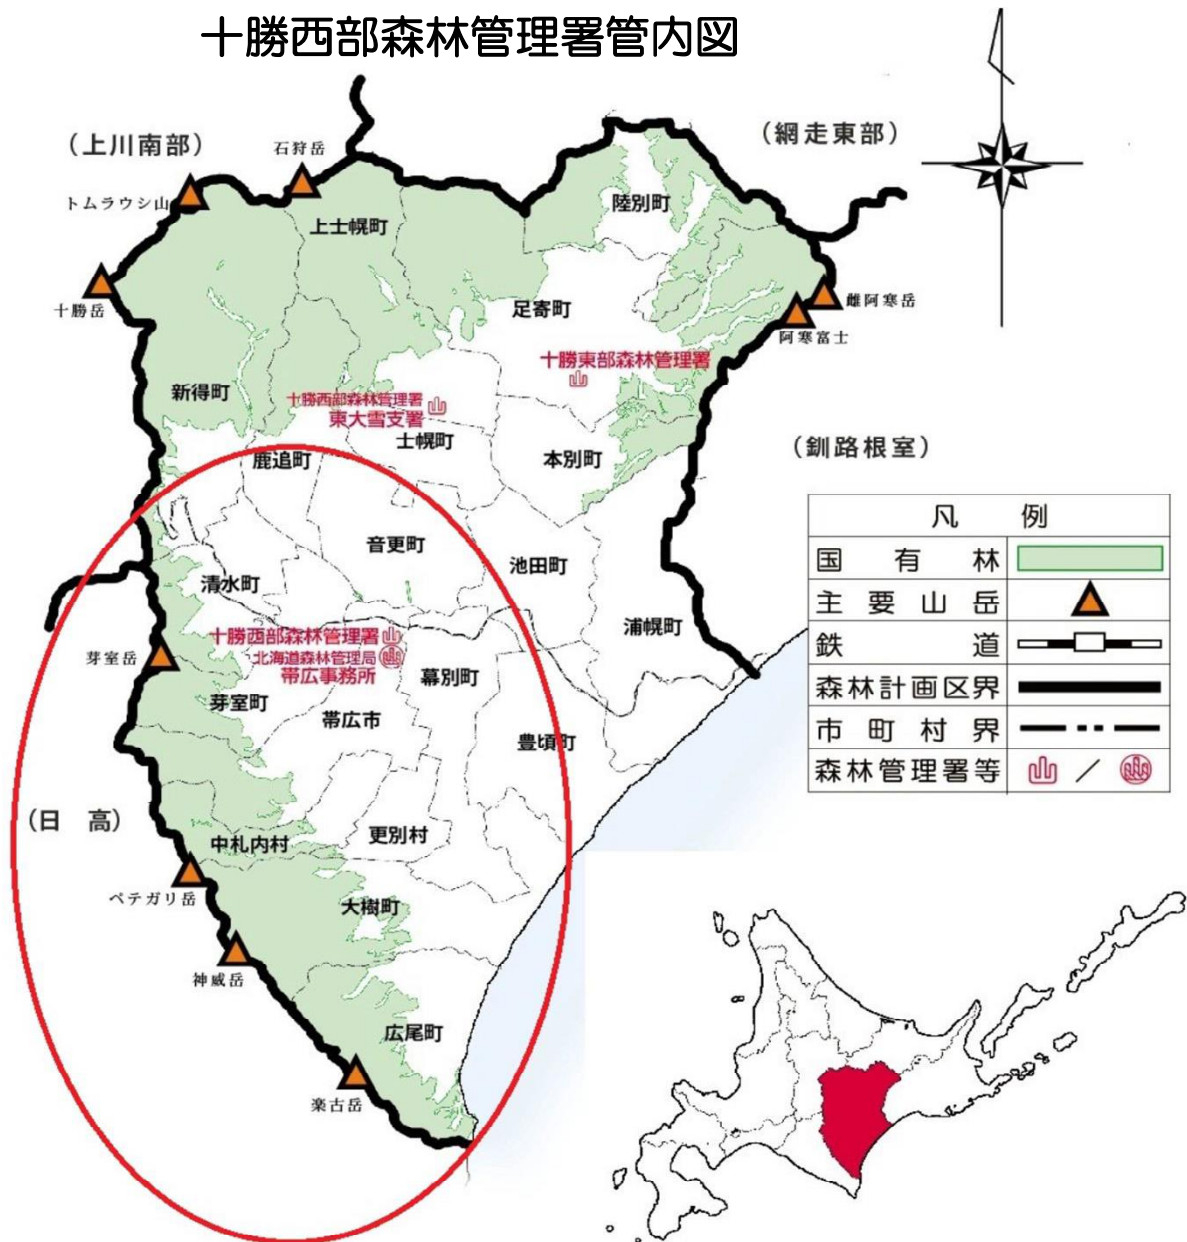 十勝西部森林管理署管内図
(上川南部)
石狩岳
(網走東部)
トムラウシ山
陸別町
上士幌町
十勝岳
足寄町
雌阿寒岳
阿寒富士
十勝東部森林管理署
新得町
十勝西部森林管理署
東大雪支署
士幌町
鹿追町
本別町
(釧路根室)
音更町
池田町
清水町
浦幌町
十勝西部森林管理署
北海道森林管理局
帯広事務所
芽室岳
幕別町
芽室町
帯広市
豊頃町
(日 高)
中札内村
更別村
ペテガリ岳
大樹町
神威岳
広尾町
楽古岳
凡 例
国 有 林
主 要 山 岳
鉄 道
森林計画区界
市 町 村 界
森林管理署等 /